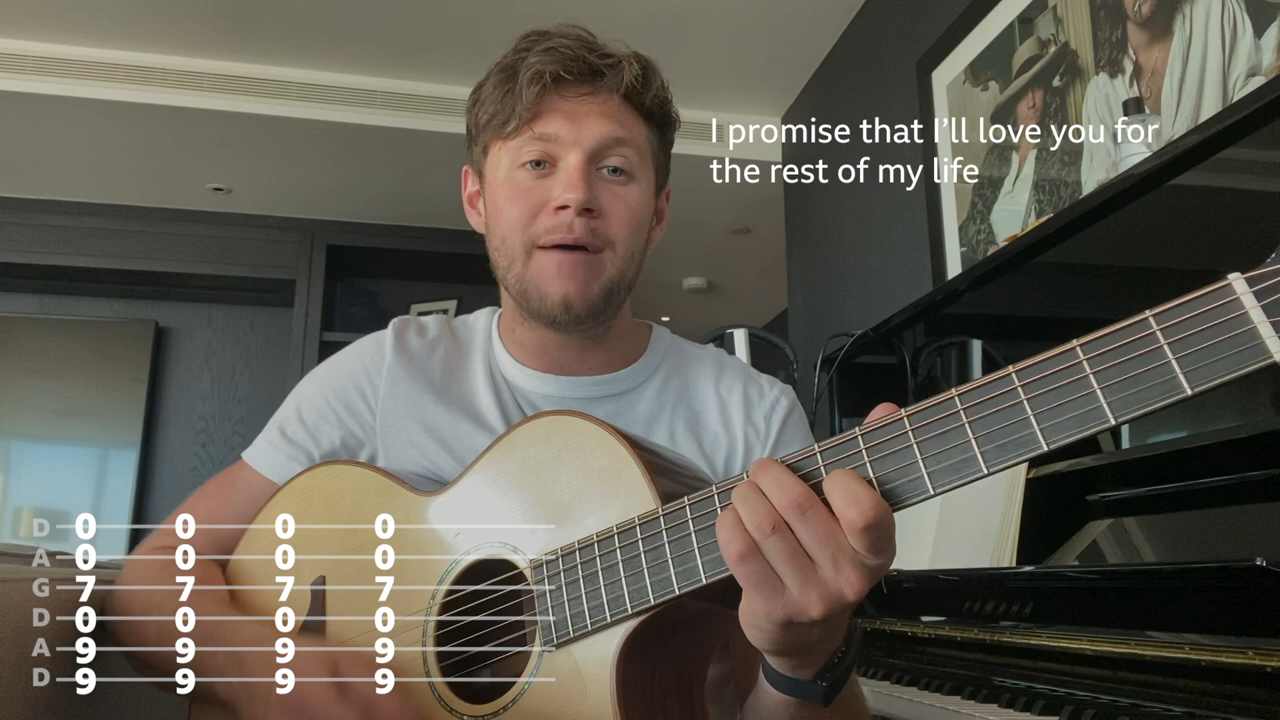 I promise that I’ll love you for
the rest of my life
D 0 0 0 0
A 0 0 0 0
G 7 7 7 7
D 0 0 0 0
A 9 9 9 9
D 9 9 9 9